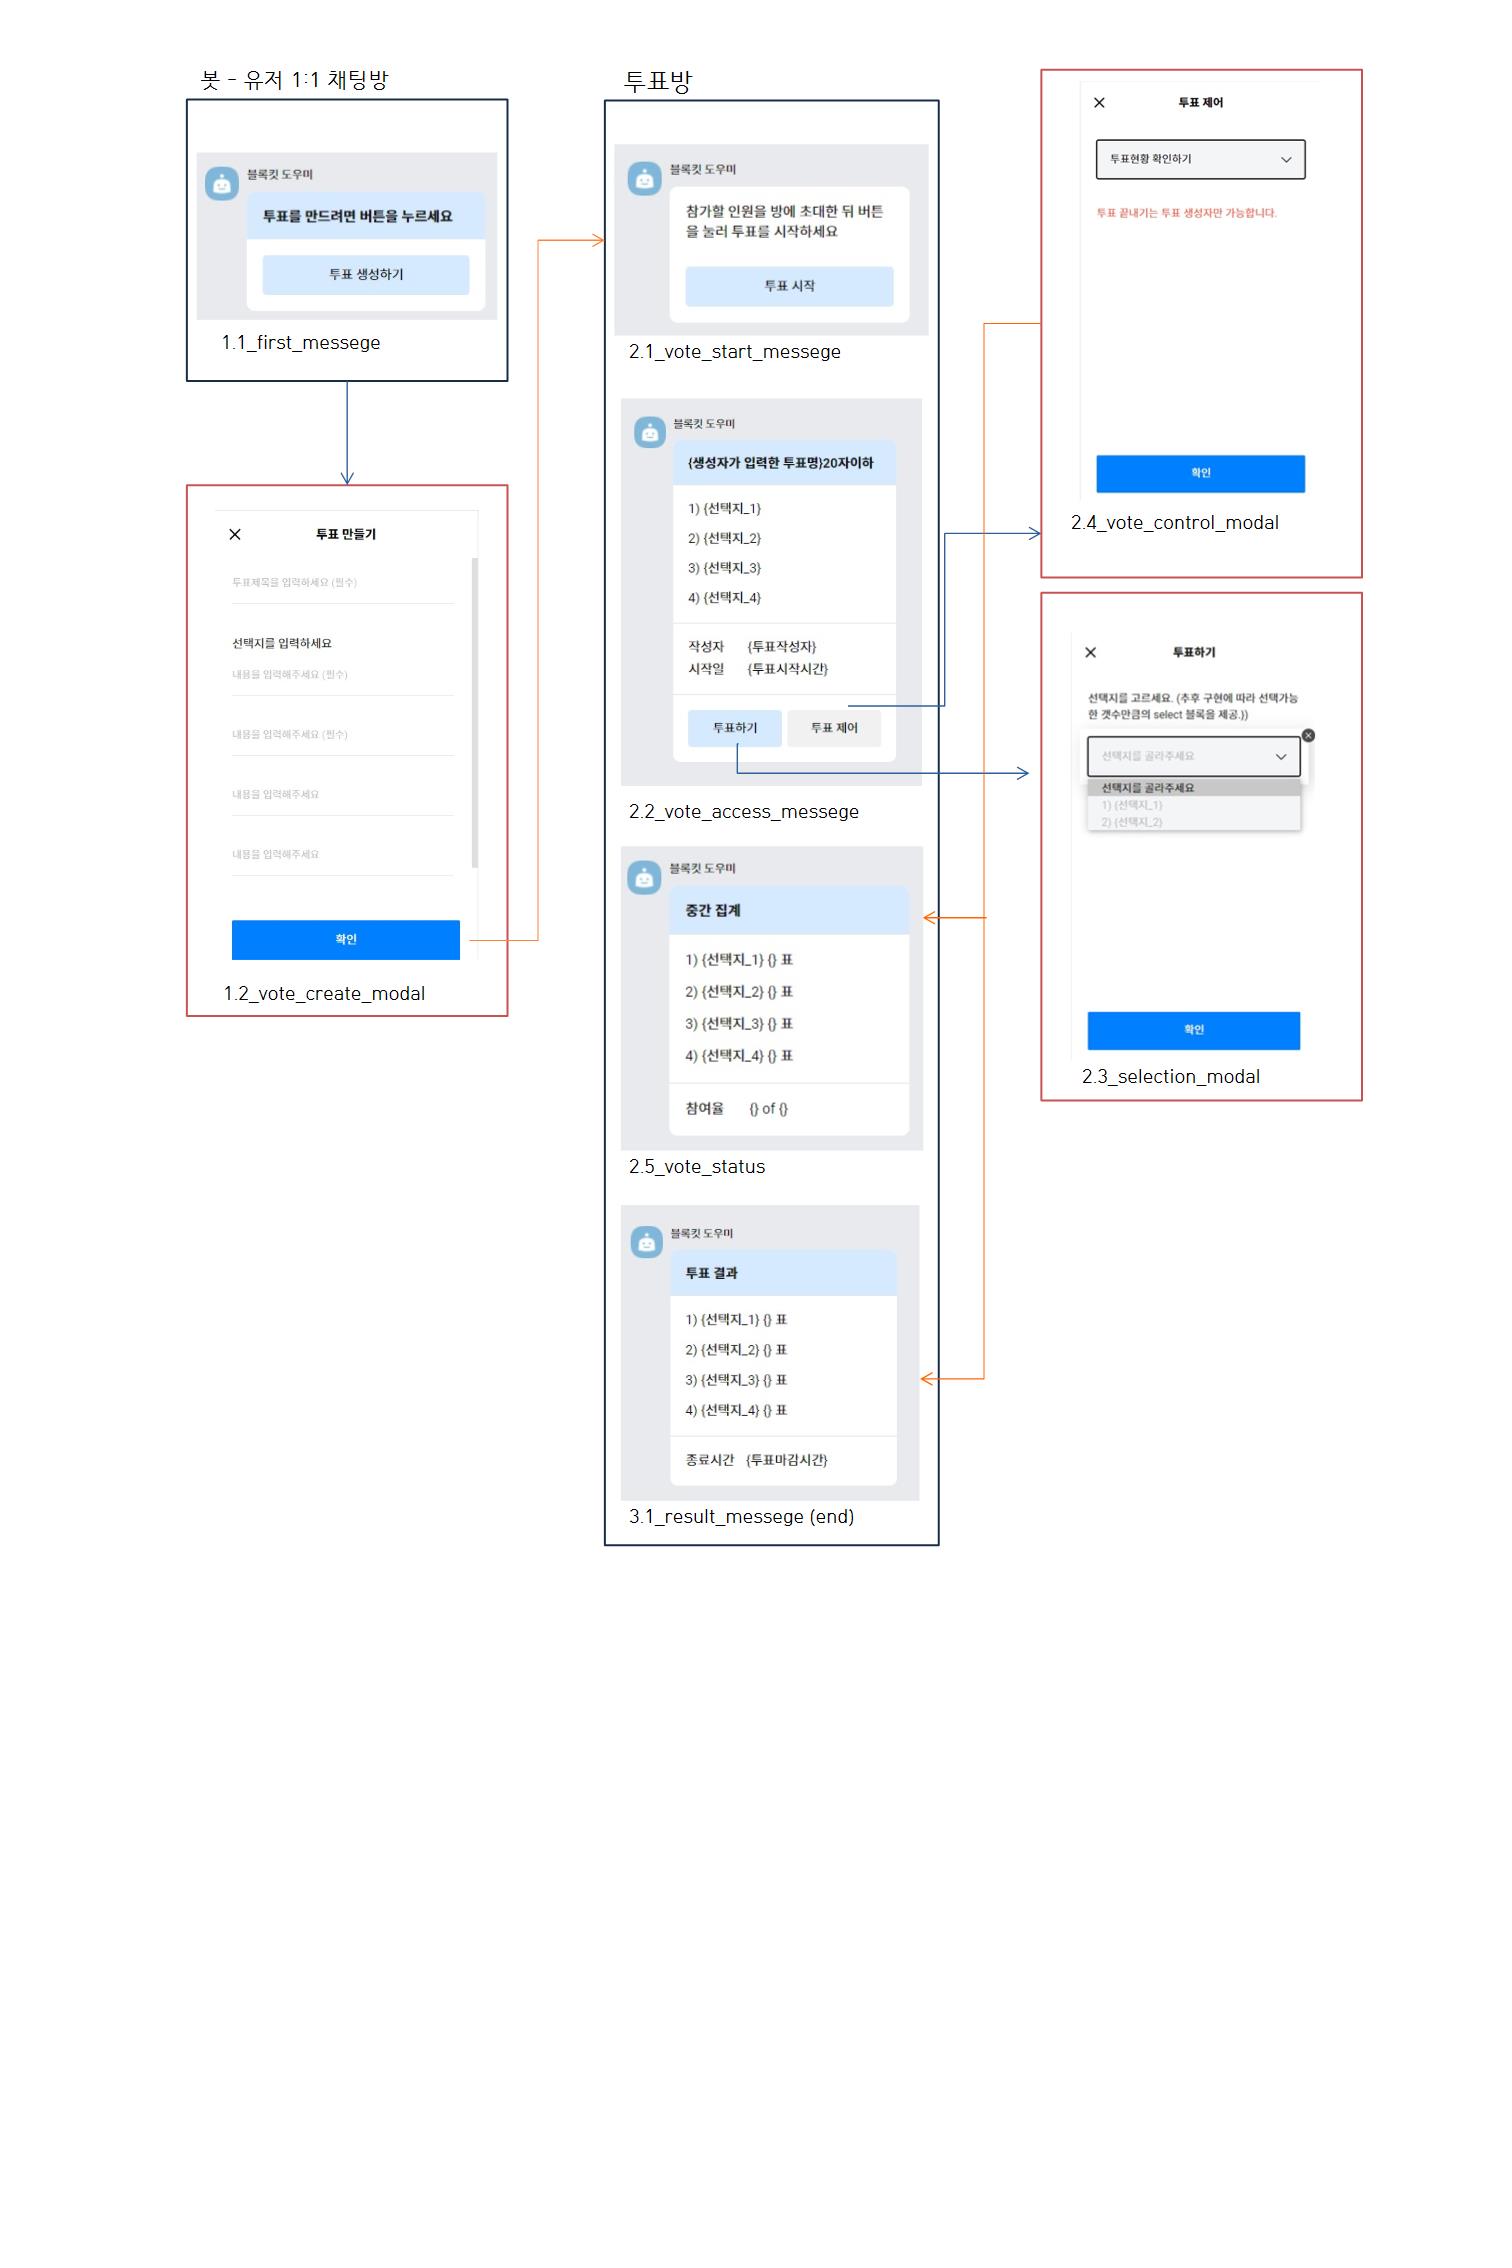 봇 - 유저 1:1 채팅방
블록킷 도우미
투표를 만드려면 버튼을 누르세요
투표 생성하기
1.1_first_messege
투표 만들기
투표제목을 입력하세요 (필수)
선택지를 입력하세요
내용을 입력해주세요 (필수)
내용을 입력해주세요 (필수)
내용을 입력해주세요
내용을 입력해주세요
확인
1.2_vote_create_modal
투표방
블록킷 도우미
참가할 인원을 방에 초대한 뒤 버튼
을 눌러 투표를 시작하세요
투표 시작
2.1_vote_start_messege
블록킷 도우미
{생성자가 입력한 투표명}20자이하
1) {선택지_1}
2) {선택지_2}
3) {선택지_3}
4) {선택지_4}
작성자 {투표작성자}
시작일 {투표시작시간}
투표하기 투표 제어
2.2_vote_access_messege
블록킷 도우미
중간 집계
1) {선택지_1} {} 표
2) {선택지_2} {} 표
3) {선택지_3} {} 표
4) {선택지_4} {} 표
참여율 {} of {}
2.5_vote_status
블록킷 도우미
투표 결과
1) {선택지_1} {} 표
2) {선택지_2} {} 표
3) {선택지_3} {} 표
4) {선택지_4} {} 표
종료시간 {투표마감시간}
3.1_result_messege (end)
투표 제어
투표현황 확인하기
투표 끝내기는 투표 생성자만 가능합니다.
확인
2.4_vote_control_modal
투표하기
선택지를 고르세요. (추후 구현에 따라 선택가능
한 갯수만큼의 select 블록을 제공.))
선택지를 골라주세요
선택지를 골라주세요
1) {선택지_1}
2) {선택지_2}
확인
2.3_selection_modal